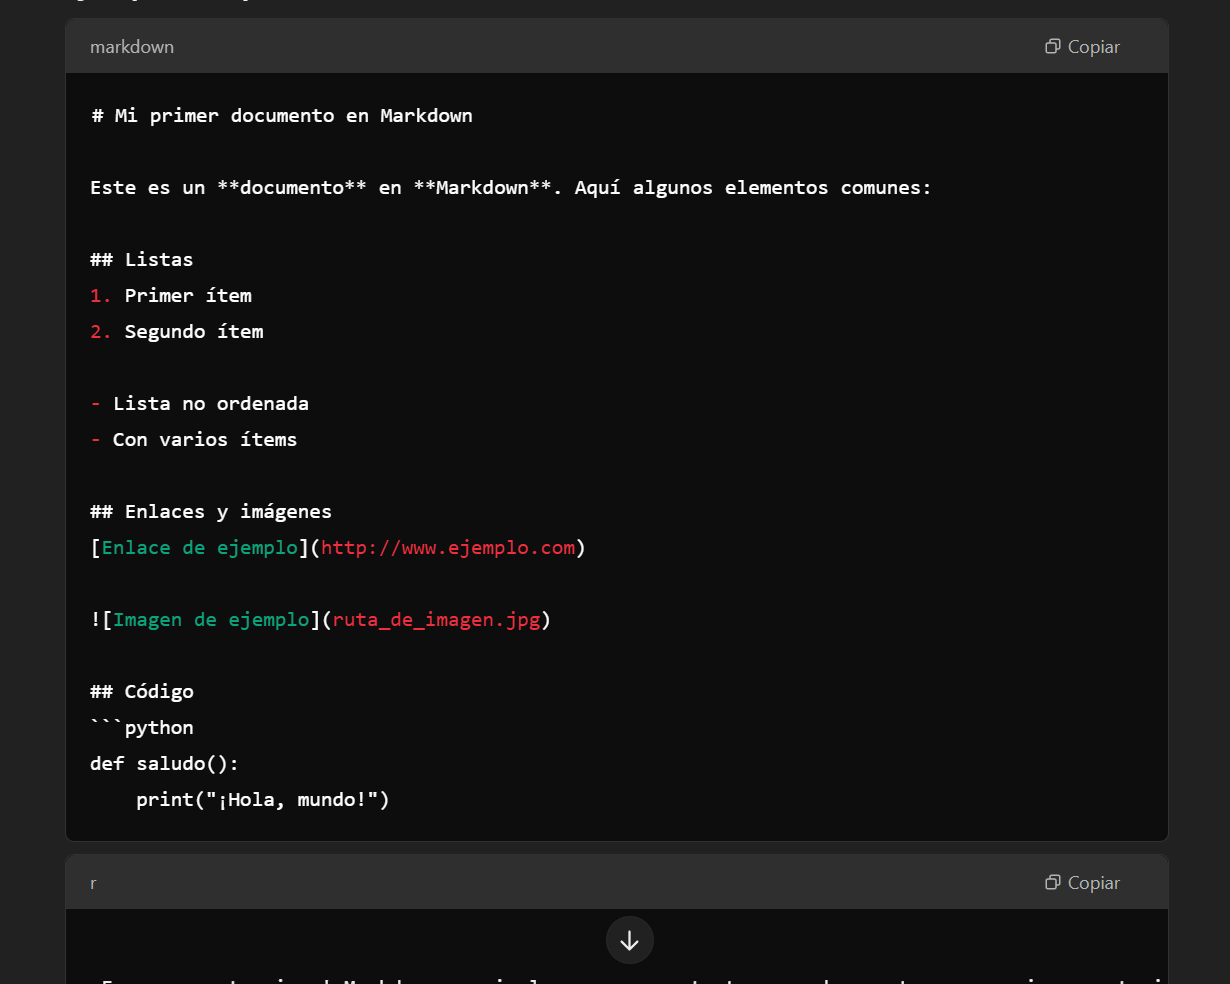 markdown
Copiar
# Mi primer documento en Markdown
Este es un **documento** en **Markdown**. Aquí algunos elementos comunes:
## Listas
1. Primer ítem
2. Segundo ítem
- Lista no ordenada
- Con varios ítems
## Enlaces y imágenes
[Enlace de ejemplo](http://www.ejemplo.com)
![Imagen de ejemplo](ruta_de_imagen.jpg)
## Código
```python
def saludo():
    print("¡Hola, mundo!")
r
Copiar